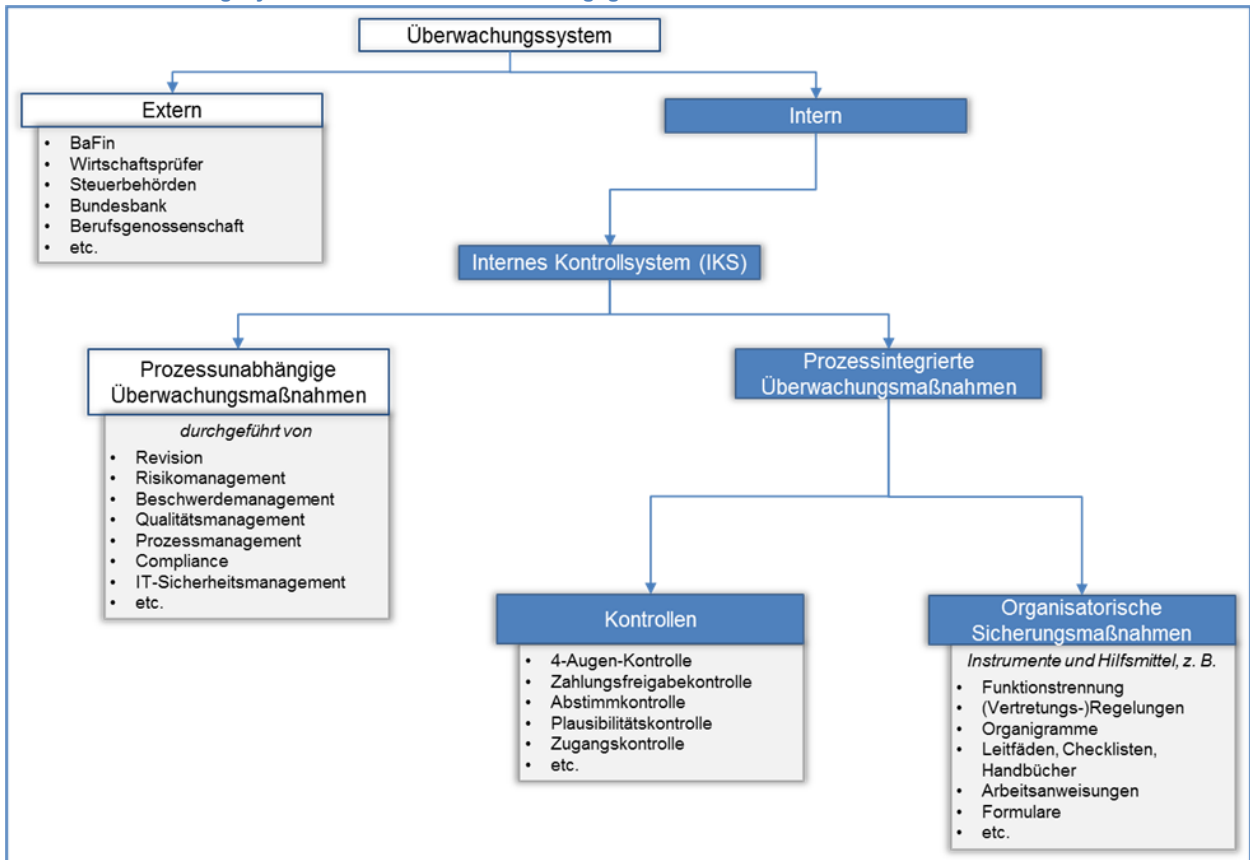 Überwachungssystem
Extern
• BaFin
• Wirtschaftsprüfer
• Steuerbehörden
• Bundesbank
• Berufsgenossenschaft
• etc.
Intern
Internes Kontrollsystem (IKS)
Prozessunabhängige
Überwachungsmaßnahmen
durchgeführt von
• Revision
• Risikomanagement
• Beschwerdemanagement
• Qualitätsmanagement
• Prozessmanagement
• Compliance
• IT-Sicherheitsmanagement
• etc.
Prozessintegrierte
Überwachungsmaßnahmen
Kontrollen
• 4-Augen-Kontrolle
• Zahlungsfreigabekontrolle
• Abstimmkontrolle
• Plausibilitätskontrolle
• Zugangskontrolle
• etc.
Organisatorische
Sicherungsmaßnahmen
Instrumente und Hilfsmittel, z. B.
• Funktionstrennung
• (Vertretungs-)Regelungen
• Organigramme
• Leitfäden, Checklisten,
Handbücher
• Arbeitsanweisungen
• Formulare
• etc.